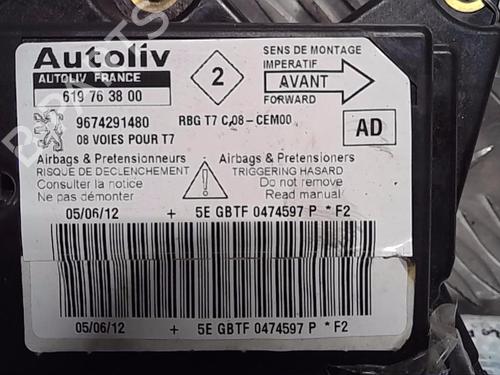 Autoliv
AUTOLIV FRANCE
619 76 38 00
2
SENS DE MONTAGE
IMPERATIF
AVANT
FORWARD
9674291480
08 VOIES POUR T7
RBG T7 C,08-CEM00
AD
Airbags & Pretensionneurs
RISQUE DE DECLENCHEMENT
Consulter la notice
Ne pas démonter
Airbags & Pretensioners
TRIGGERING HASARD
Do not remove
Read manual
05/06/12 + 5E GBTF 0474597 P * F2
05/06/12 + 5E GBTF 0474597 P * F2